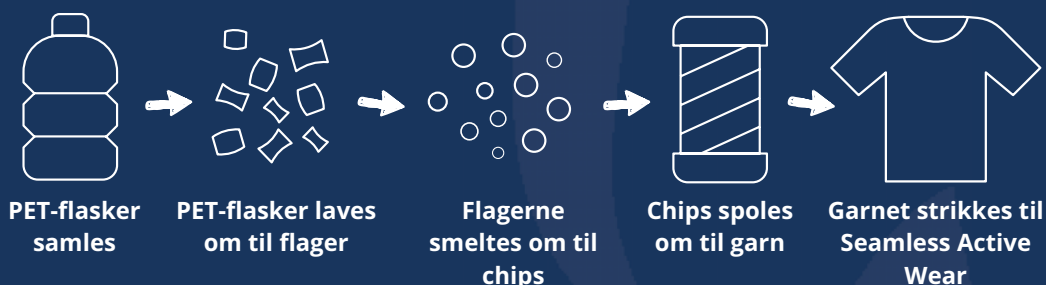 PET-flasker
samles
PET-flasker laves
om til flager
Flagerne
smeltes om til
chips
Chips spoles
om til garn
Garnet strikkes til
Seamless Active
Wear